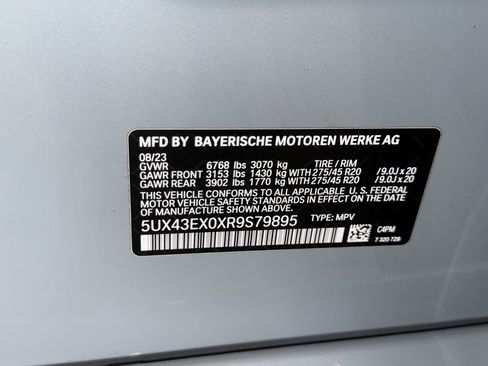 MFD BY BAYERISCHE MOTOREN WERKE AG
08/23
GVWR 6768 lbs 3070 kg TIRE / RIM
GAWR FRONT 3153 lbs 1430 kg WITH 275/45 R20 /9.0J x 20
GAWR REAR 3902 lbs 1770 kg WITH 275/45 R20 /9.0J x 20
THIS VEHICLE CONFORMS TO ALL APPLICABLE U.S. FEDERAL
MOTOR VEHICLE SAFETY STANDARDS IN EFFECT ON
THE DATE OF MANUFACTURE SHOWN ABOVE.
5UX43EX0XR9S79895 TYPE: MPV
C4PM
7 320 729